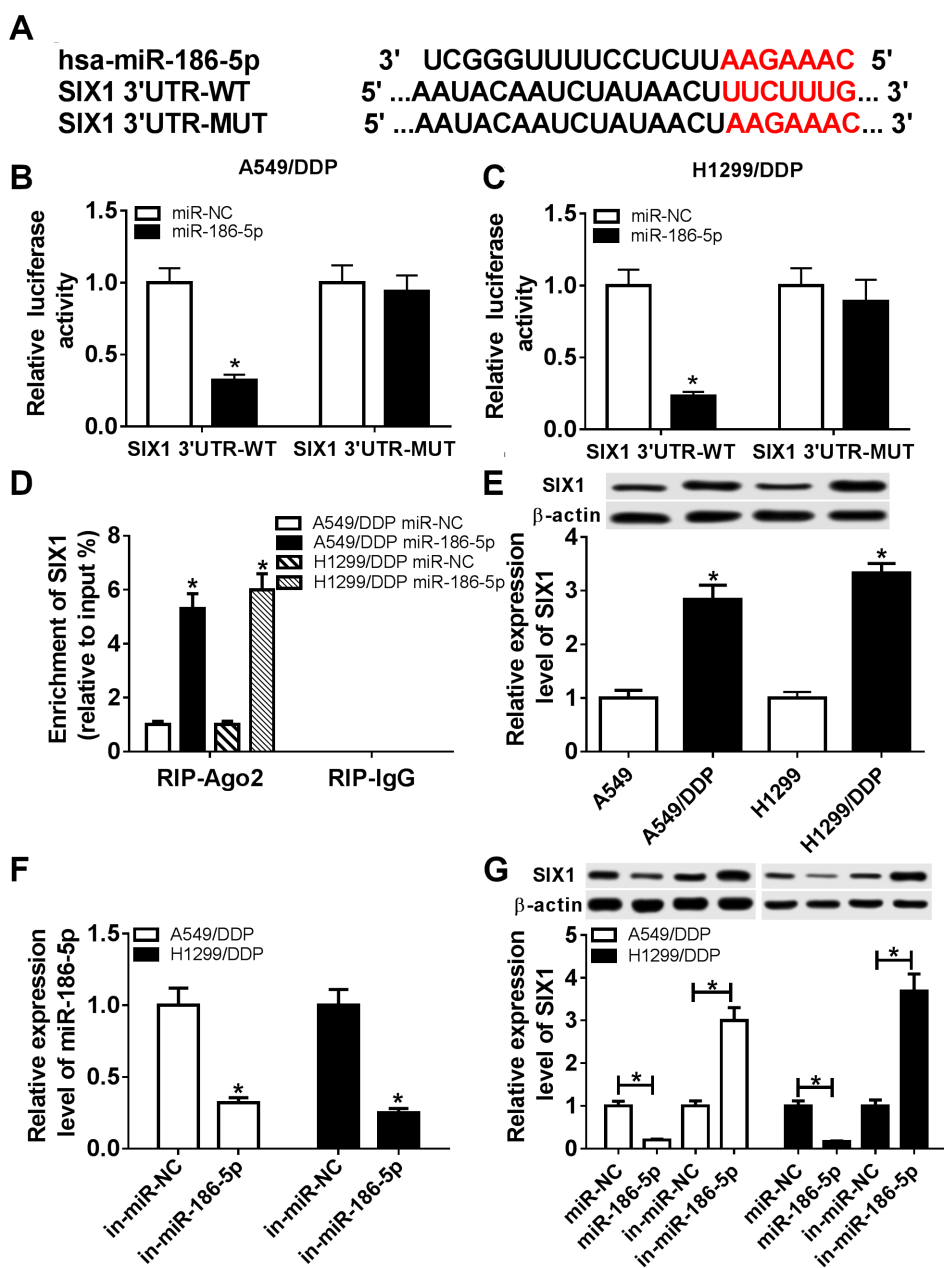 A
hsa-miR-186-5p 3' UCGGGUUUUCCUCUUAAGAAAC 5'
SIX1 3'UTR-WT 5' ...AAUACAAUCUAUAACUUUCUUUG... 3'
SIX1 3'UTR-MUT 5' ...AAUACAAUCUAUAACUAAGAAAC... 3'
B
A549/DDP
miR-NC
miR-186-5p
Relative luciferase
activity
1.5
1.0
0.5
0.0
*
SIX1 3'UTR-WT SIX1 3'UTR-MUT
C
H1299/DDP
miR-NC
miR-186-5p
Relative luciferase
activity
1.5
1.0
0.5
0.0
*
SIX1 3'UTR-WT SIX1 3'UTR-MUT
D
A549/DDP miR-NC
A549/DDP miR-186-5p
H1299/DDP miR-NC
H1299/DDP miR-186-5p
Enrichment of SIX1
(relative to input %)
8
6
4
2
0
* *
RIP-Ago2 RIP-IgG
E
SIX1
β-actin
Relative expression
level of SIX1
4
3
2
1
0
* *
A549 A549/DDP H1299 H1299/DDP
F
A549/DDP
H1299/DDP
Relative expression
level of miR-186-5p
1.5
1.0
0.5
0.0
* *
in-miR-NC in-miR-186-5p in-miR-NC in-miR-186-5p
G
SIX1
β-actin
A549/DDP
H1299/DDP
Relative expression
level of SIX1
5
4
3
2
1
0
* * * *
miR-NC miR-186-5p in-miR-NC in-miR-186-5p miR-NC miR-186-5p in-miR-NC in-miR-186-5p